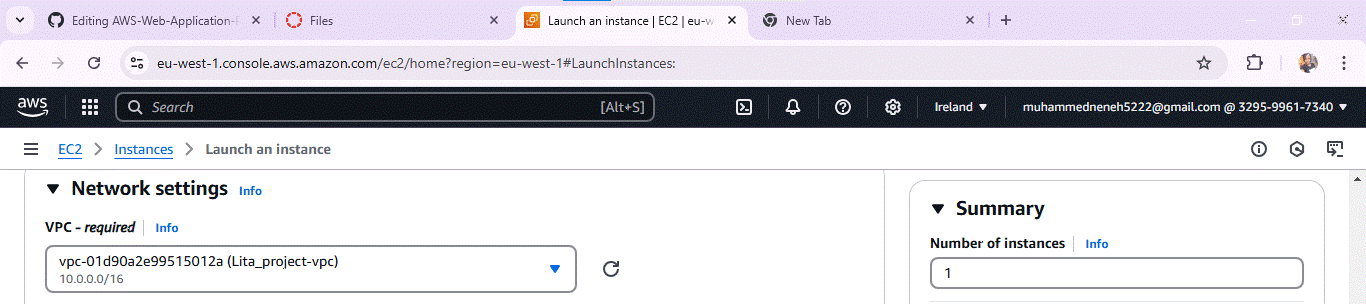 Editing AWS-Web-Application-F
Files
Launch an instance | EC2 | eu-w
New Tab
eu-west-1.console.aws.amazon.com/ec2/home?region=eu-west-1#LaunchInstances:
aws
Search
[Alt+S]
Ireland
muhammedneneh5222@gmail.com @ 3295-9961-7340
EC2
Instances
Launch an instance
Network settings
Info
VPC - required
Info
vpc-01d90a2e99515012a (Lita_project-vpc)
10.0.0.0/16
Summary
Number of instances
Info
1